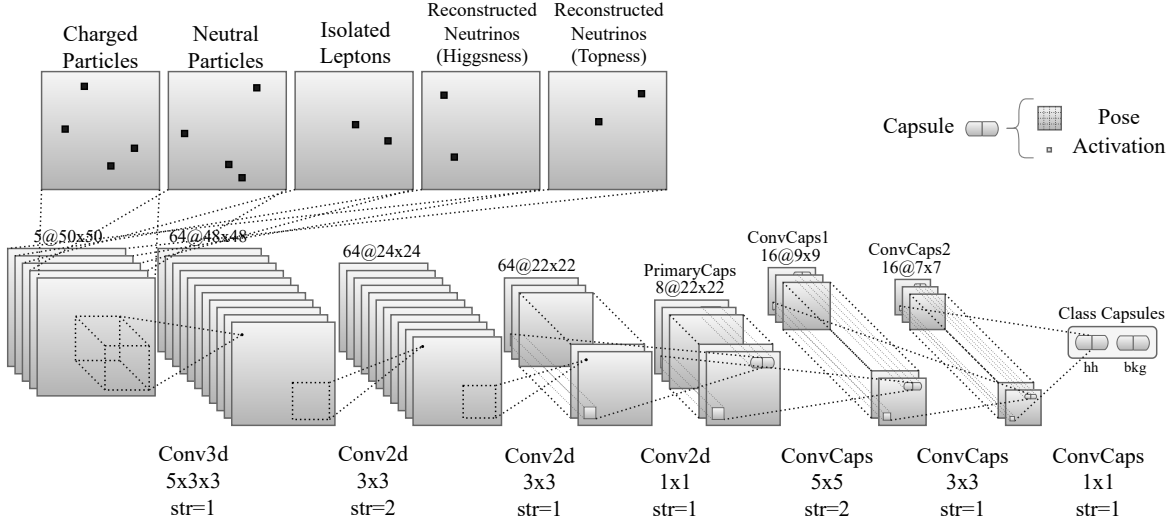 Charged
Particles
Neutral
Particles
Isolated
Leptons
Reconstructed
Neutrinos
(Higgsness)
Reconstructed
Neutrinos
(Topness)
Capsule
Pose
Activation
5@50x50
64@48x48
64@24x24
64@22x22
PrimaryCaps
8@22x22
ConvCaps1
16@9x9
ConvCaps2
16@7x7
Class Capsules
hh
bkg
Conv3d
5x3x3
str=1
Conv2d
3x3
str=2
Conv2d
3x3
str=1
Conv2d
1x1
str=1
ConvCaps
5x5
str=2
ConvCaps
3x3
str=1
ConvCaps
1x1
str=1